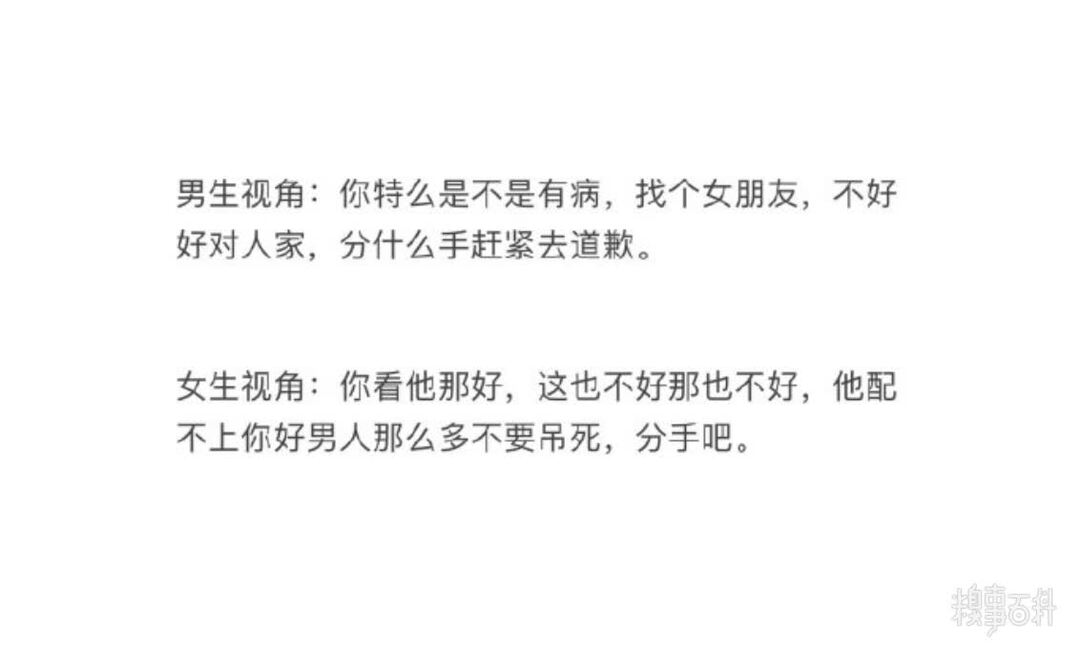 男生视角：你特么是不是有病，找个女朋友，不好
好对人家，分什么手赶紧去道歉。
女生视角：你看他那好，这也不好那也不好，他配
不上你好男人那么多不要吊死，分手吧。
糗事百科